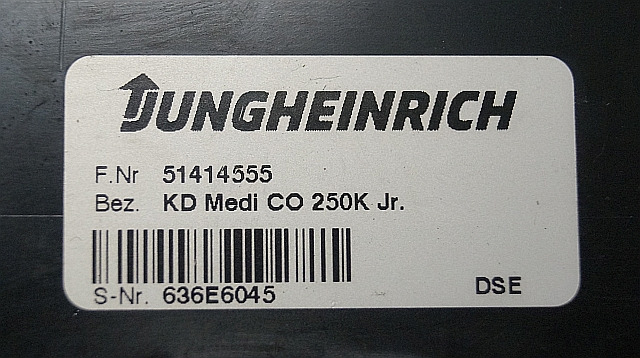 JUNGHEINRICH
F.Nr 51414555
Bez. KD Medi CO 250K Jr.
S-Nr. 636E6045
DSE